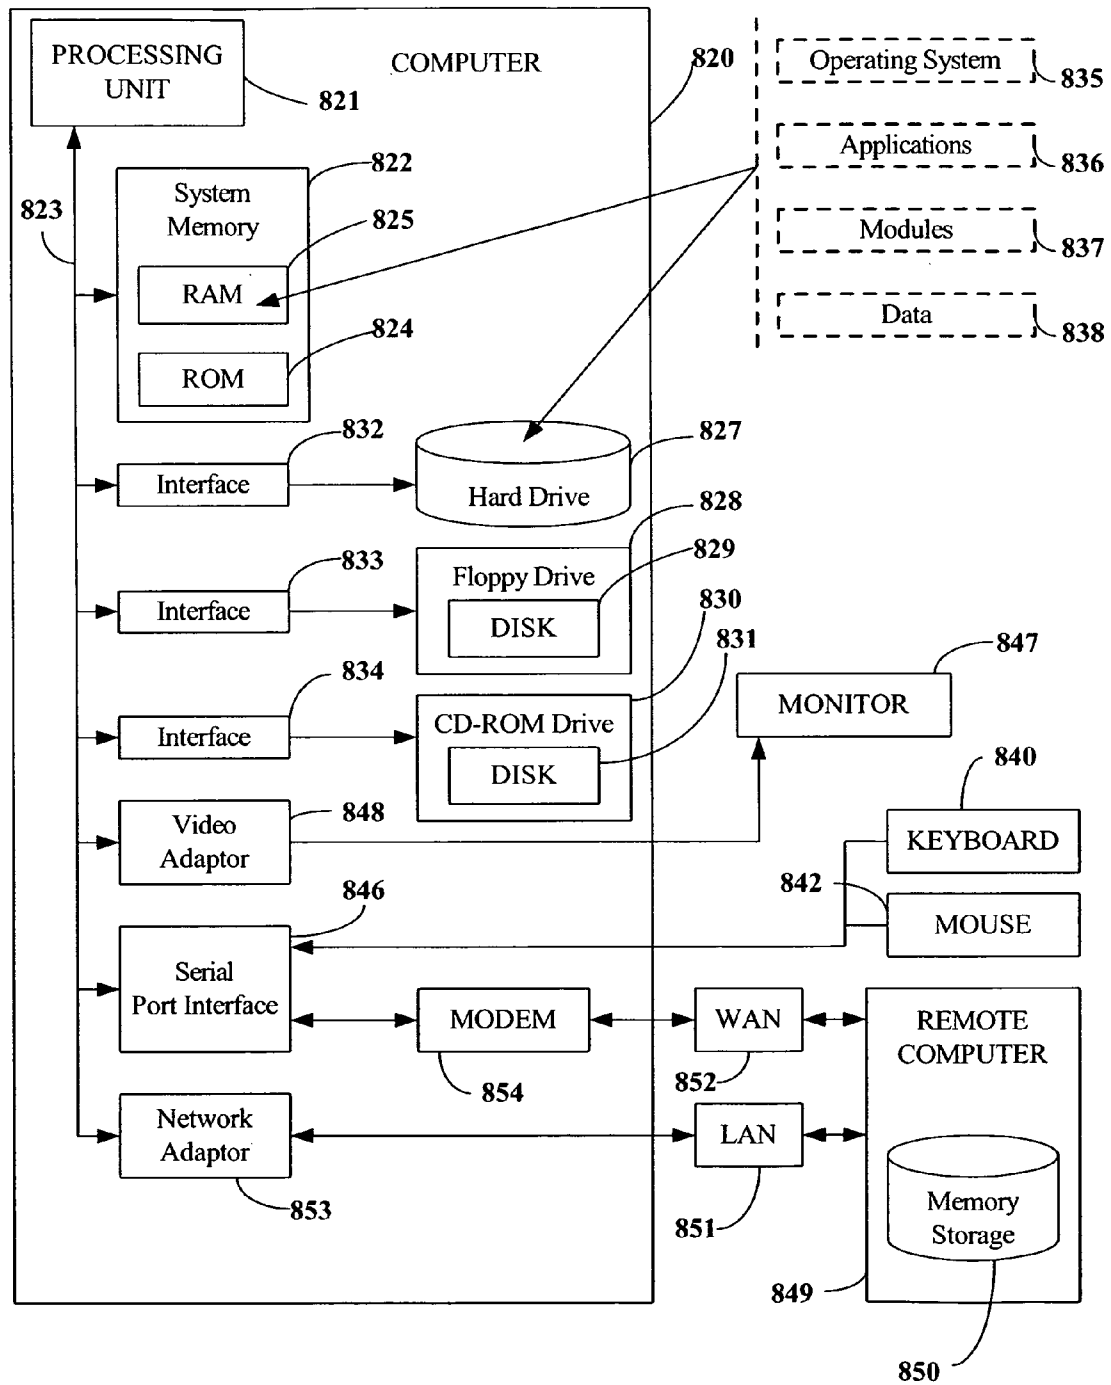 PROCESSING
UNIT
821
COMPUTER
820
Operating System
835
Applications
836
Modules
837
Data
838
823
822
System
Memory
825
RAM
824
ROM
832
Interface
827
Hard Drive
828
833
Interface
829
Floppy Drive
DISK
830
834
Interface
831
CD-ROM Drive
DISK
847
MONITOR
848
Video
Adaptor
840
KEYBOARD
842
MOUSE
846
Serial
Port Interface
MODEM
854
WAN
852
REMOTE
COMPUTER
Network
Adaptor
853
LAN
851
Memory
Storage
849
850